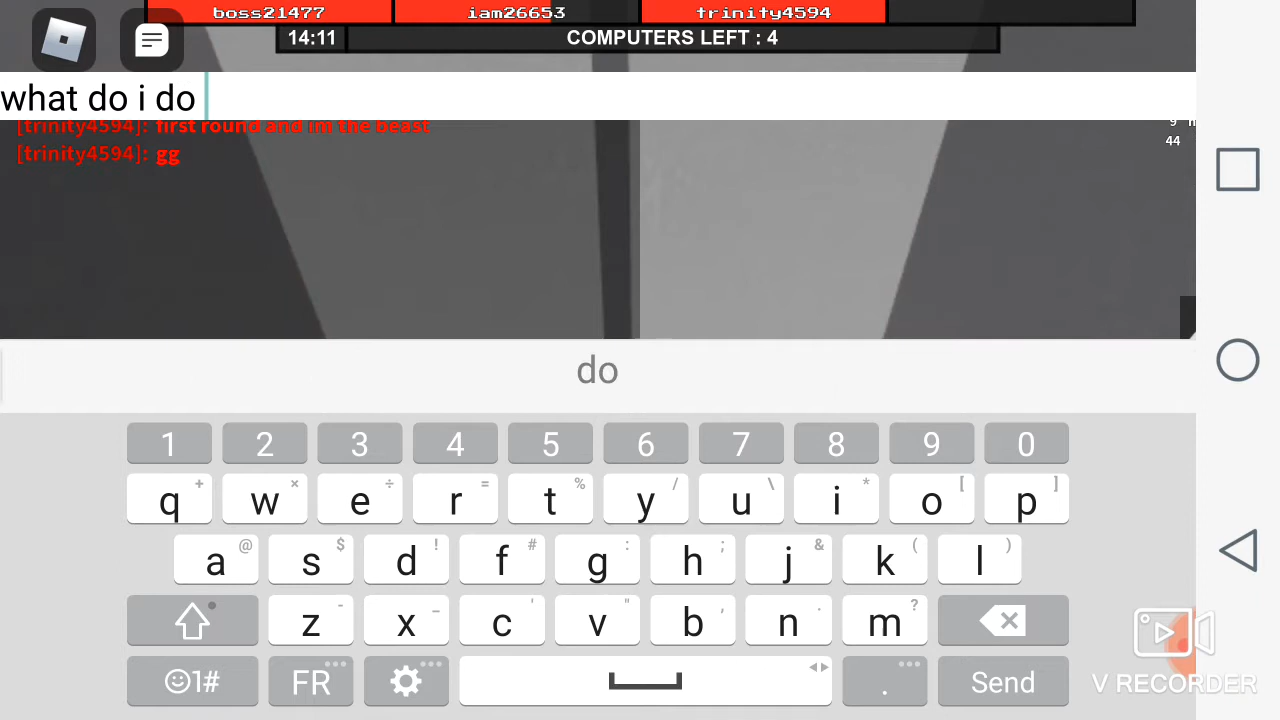 boss21477 iam26653 trinity4594
14:11 COMPUTERS LEFT : 4
what do i do
[trinity4594]: first round and im the beast
[trinity4594]: gg
44
do
1 2 3 4 5 6 7 8 9 0
q + w × e ÷ r = t % y / u \ i * o [ p ]
a @ s $ d ! f # g : h ; j & k ( l )
z - x _ c ' v " b , n . m ?
!# FR . Send
V RECORDER